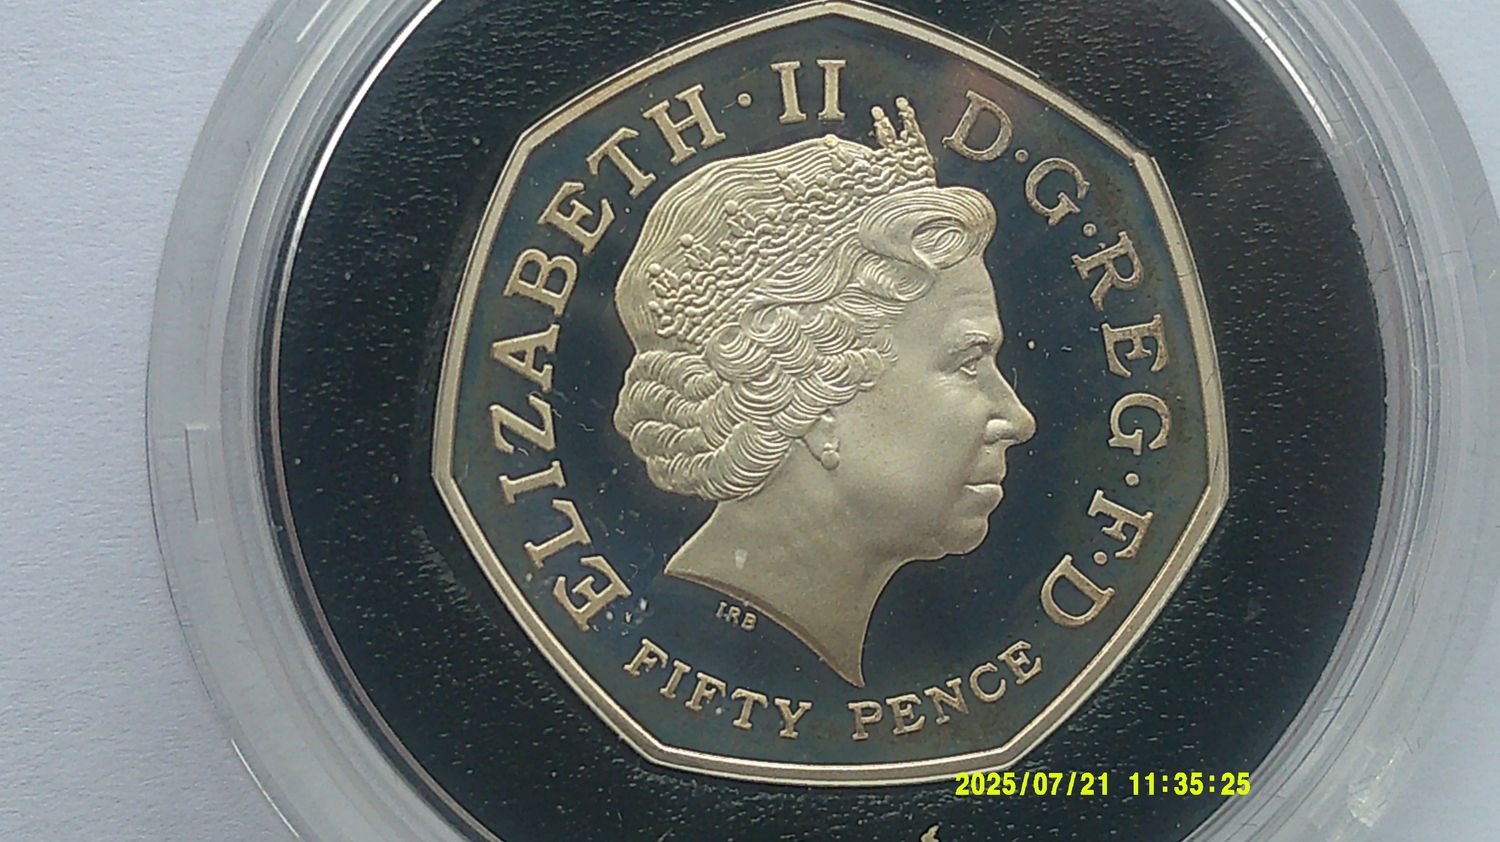 ELIZABETH · II D·G·REG·F·D
IRB
FIFTY PENCE
2025/07/21 11:35:25